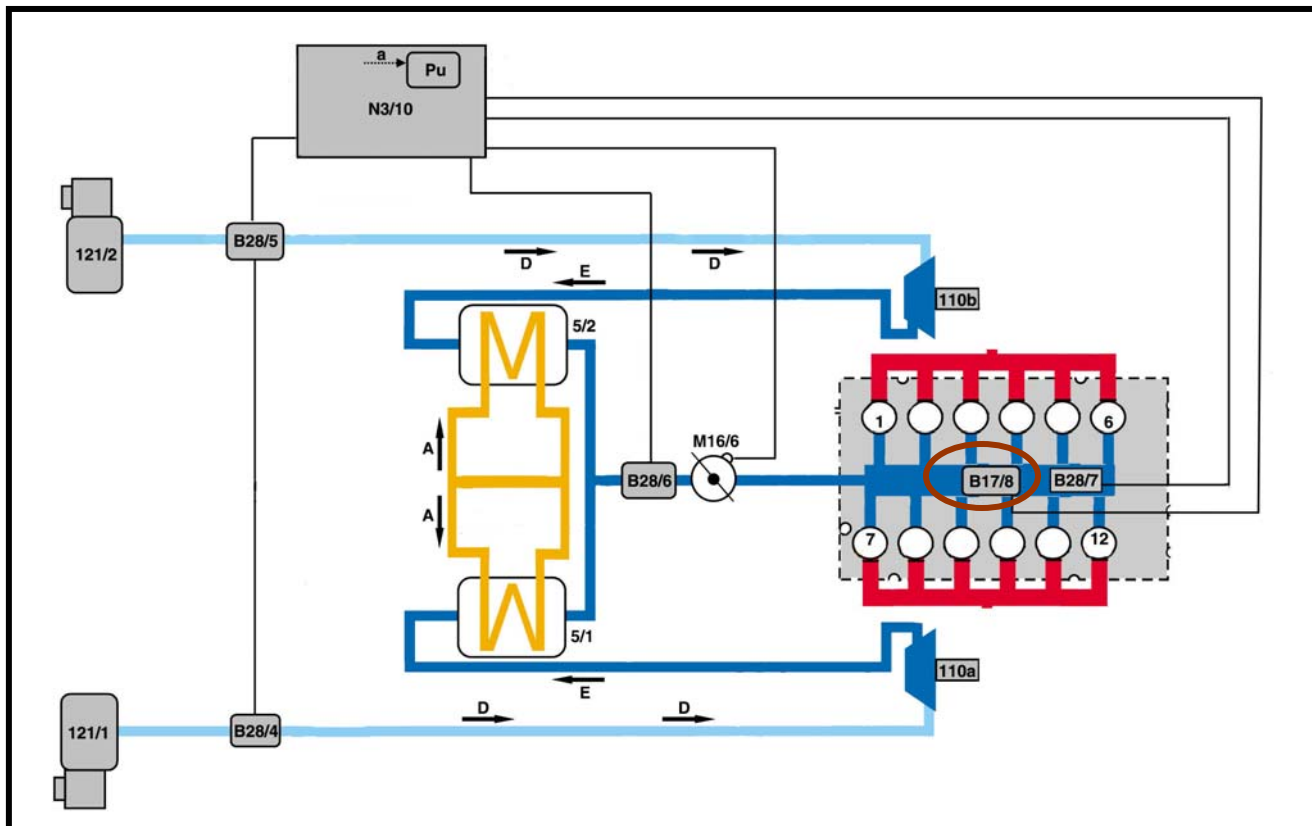 a
Pu
N3/10
121/2
B28/5
D
D
E
110b
5/2
A
M16/6
1
6
B28/6
B17/8
B28/7
A
7
12
5/1
E
110a
D
D
121/1
B28/4